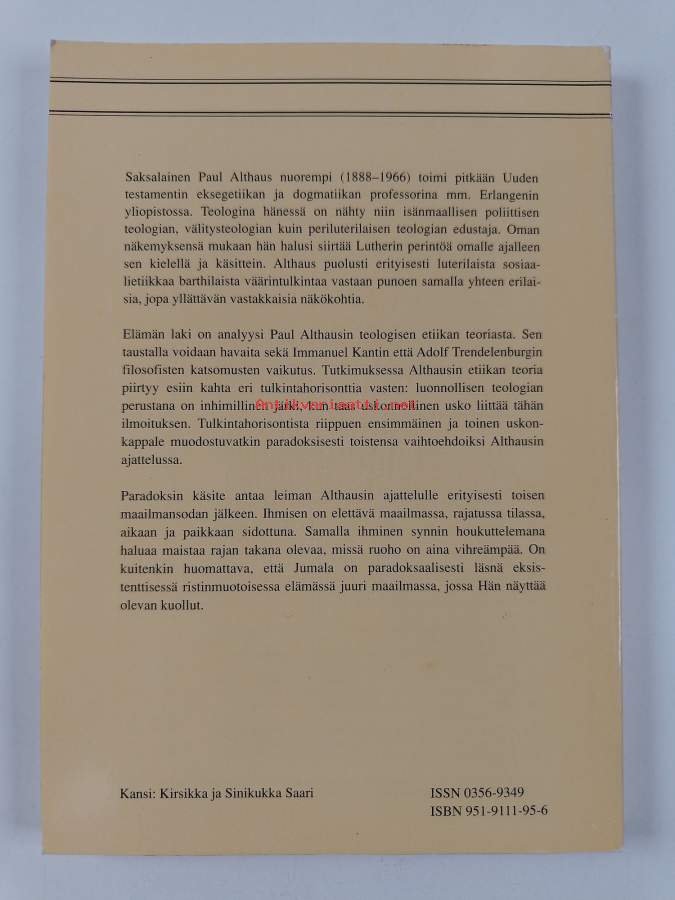 Saksalainen Paul Althaus nuorempi (1888–1966) toimi pitkään Uuden
testamentin eksegetiikan ja dogmatiikan professorina mm. Erlangenin
yliopistossa. Teologina hänessä on nähty niin isänmaallisen poliittisen
teologian, välitysteologian kuin periluterilaisen teologian edustaja. Oman
näkemyksensä mukaan hän halusi siirtää Lutherin perintöä omalle ajalleen
sen kielellä ja käsittein. Althaus puolusti erityisesti luterilaista sosiaa-
lietiikkaa barthilaista väärintulkintaa vastaan punoen samalla yhteen erilai-
sia, jopa yllättävän vastakkaisia näkökohtia.
Elämän laki on analyysi Paul Althausin teologisen etiikan teoriasta. Sen
taustalla voidaan havaita sekä Immanuel Kantin että Adolf Trendelenburgin
filosofisten katsomusten vaikutus. Tutkimuksessa Althausin etiikan teoria
piirtyy esiin kahta eri tulkintahorisonttia vasten: luonnollisen teologian
perustana on inhimillinen järki, kun taas uskonnollinen usko liittää tähän
Antikvariaatti.net
ilmoituksen. Tulkintahorisontista riippuen ensimmäinen ja toinen uskon-
kappale muodostuvatkin paradoksisesti toistensa vaihtoehdoiksi Althausin
ajattelussa.
Paradoksin käsite antaa leiman Althausin ajattelulle erityisesti toisen
maailmansodan jälkeen. Ihmisen on elettävä maailmassa, rajatussa tilassa,
aikaan ja paikkaan sidottuna. Samalla ihminen synnin houkuttelemana
haluaa maistaa rajan takana olevaa, missä ruoho on aina vihreämpää. On
kuitenkin huomattava, että Jumala on paradoksaalisesti läsnä eksis-
tenttisessä ristinmuotoisessa elämässä juuri maailmassa, jossa Hän näyttää
olevan kuollut.
Kansi: Kirsikka ja Sinikukka Saari
ISSN 0356-9349
ISBN 951-9111-95-6